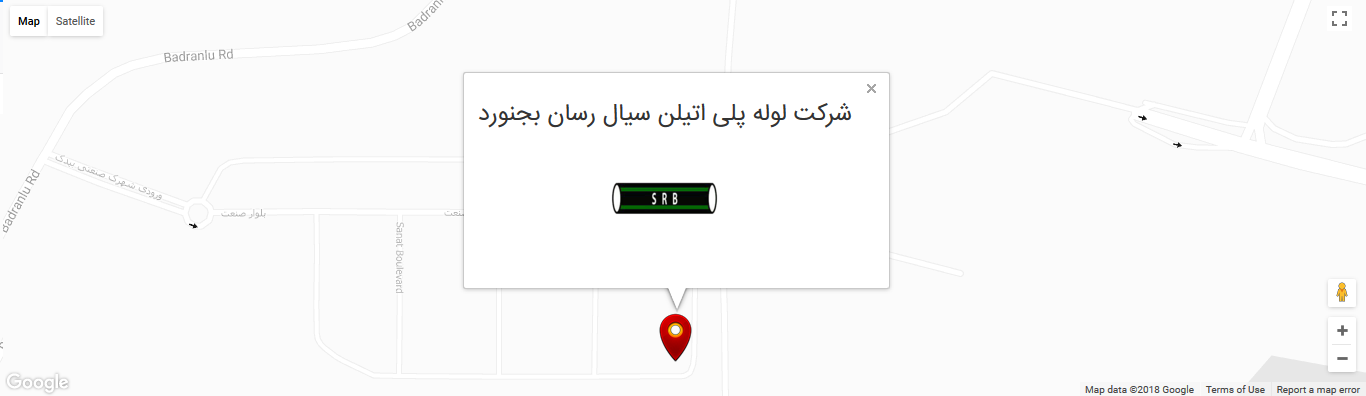 Map Satellite
Badranlu Rd
Badranlu Rd
Badranlu
شرکت لوله پلی اتیلن سیال رسان بجنورد
SRB
ورودی شهرک صنعتی بیدک
بلوار صنعت
صنعت
Sanat Boulevard
Google
Map data ©2018 Google Terms of Use Report a map error